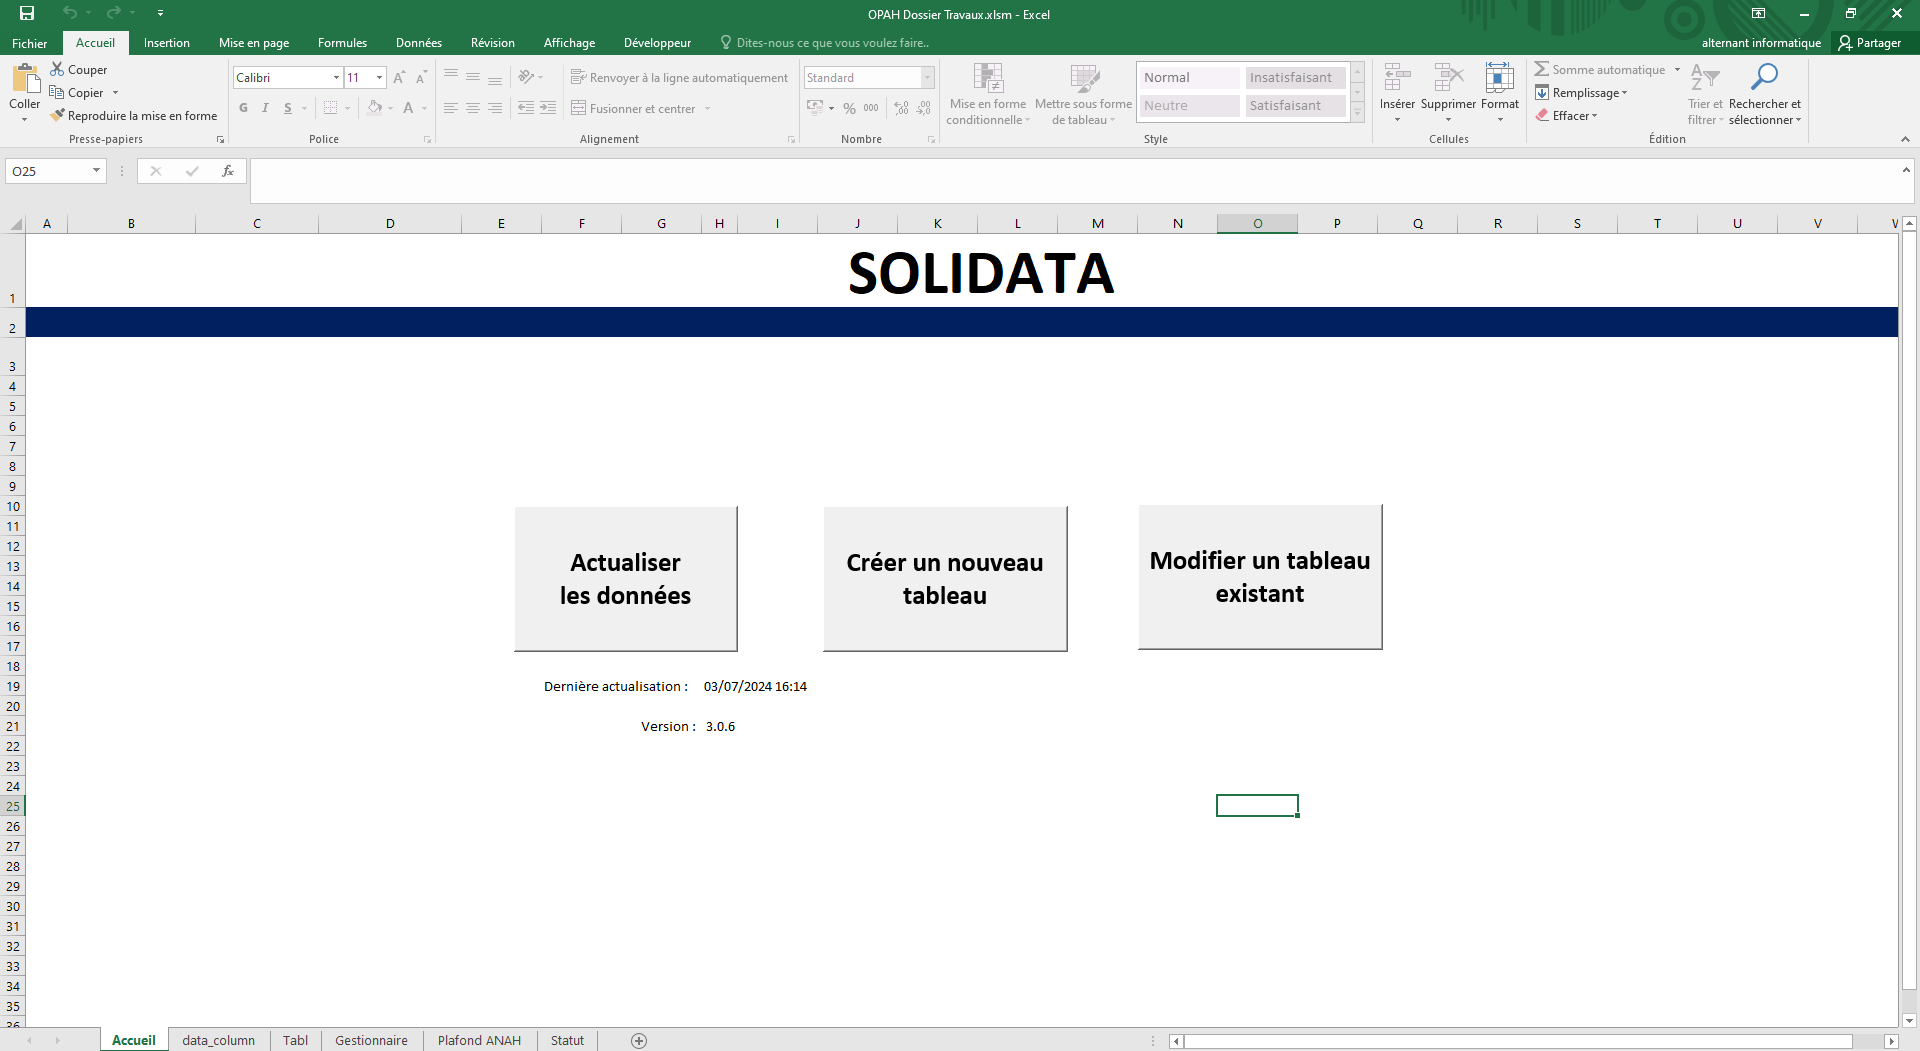 OPAH Dossier Travaux.xlsm - Excel
Fichier Accueil Insertion Mise en page Formules Données Révision Affichage Développeur Dites-nous ce que vous voulez faire.. alternant informatique Partager
Coller
Couper
Copier
Reproduire la mise en forme
Presse-papiers
Calibri 11
G I S
Police
Renvoyer à la ligne automatiquement
Fusionner et centrer
Alignement
Standard
% 000
Nombre
Mise en forme conditionnelle
Mettre sous forme de tableau
Normal Insatisfaisant
Neutre Satisfaisant
Style
Insérer Supprimer Format
Cellules
Somme automatique
Remplissage
Effacer
Trier et filtrer
Rechercher et sélectionner
Édition
O25
fx
A B C D E F G H I J K L M N O P Q R S T U V W
1
SOLIDATA
2
3
4
5
6
7
8
9
10
11
12
13
14
15
16
17
18
19
20
21
22
23
24
25
26
27
28
29
30
31
32
33
34
35
36
Actualiser
les données
Créer un nouveau
tableau
Modifier un tableau
existant
Dernière actualisation : 03/07/2024 16:14
Version : 3.0.6
Accueil data_column Tabl Gestionnaire Plafond ANAH Statut